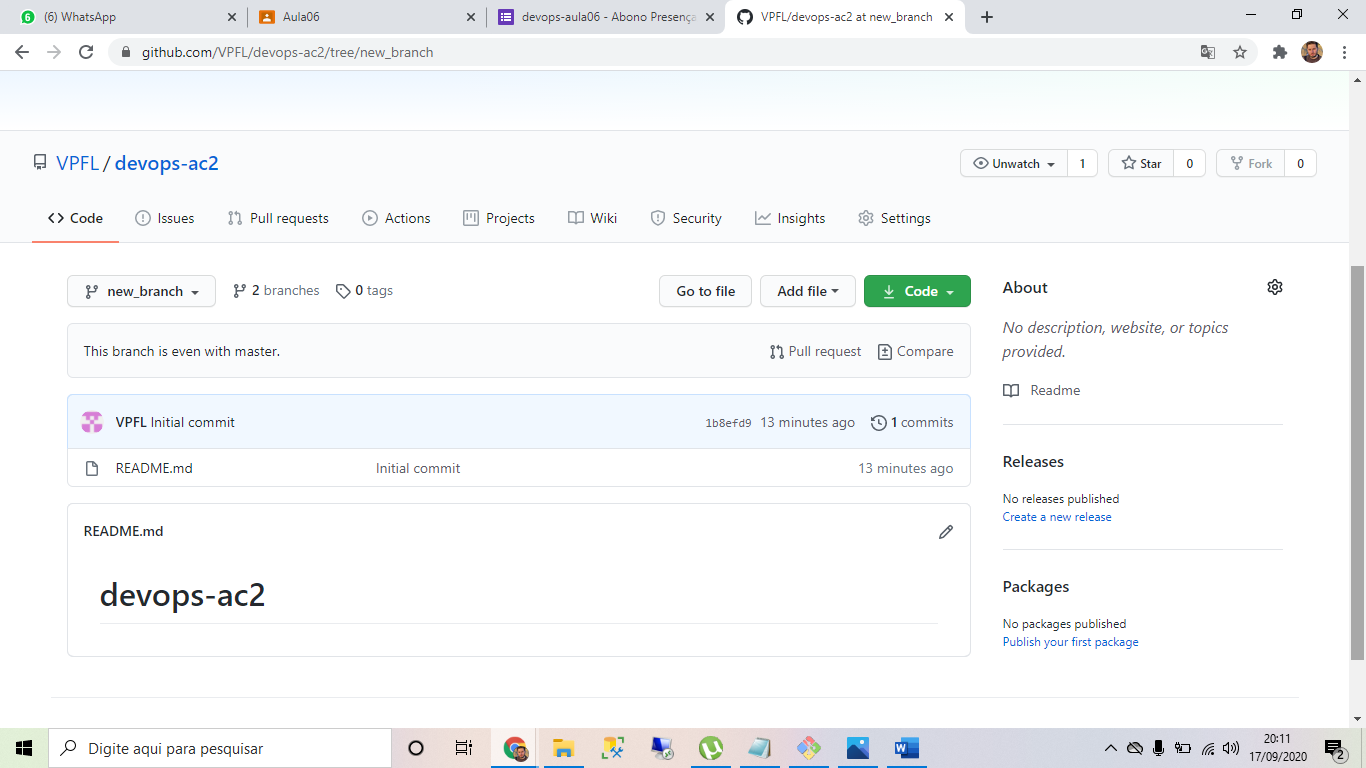 (6) WhatsApp
Aula06
devops-aula06 - Abono Presença
VPFL/devops-ac2 at new_branch
github.com/VPFL/devops-ac2/tree/new_branch
VPFL / devops-ac2
Unwatch 1
Star 0
Fork 0
Code
Issues
Pull requests
Actions
Projects
Wiki
Security
Insights
Settings
new_branch
2 branches
0 tags
Go to file
Add file
Code
This branch is even with master.
Pull request
Compare
VPFL Initial commit
1b8efd9 13 minutes ago
1 commits
README.md
Initial commit
13 minutes ago
README.md
devops-ac2
About
No description, website, or topics
provided.
Readme
Releases
No releases published
Create a new release
Packages
No packages published
Publish your first package
Digite aqui para pesquisar
20:11
17/09/2020
2